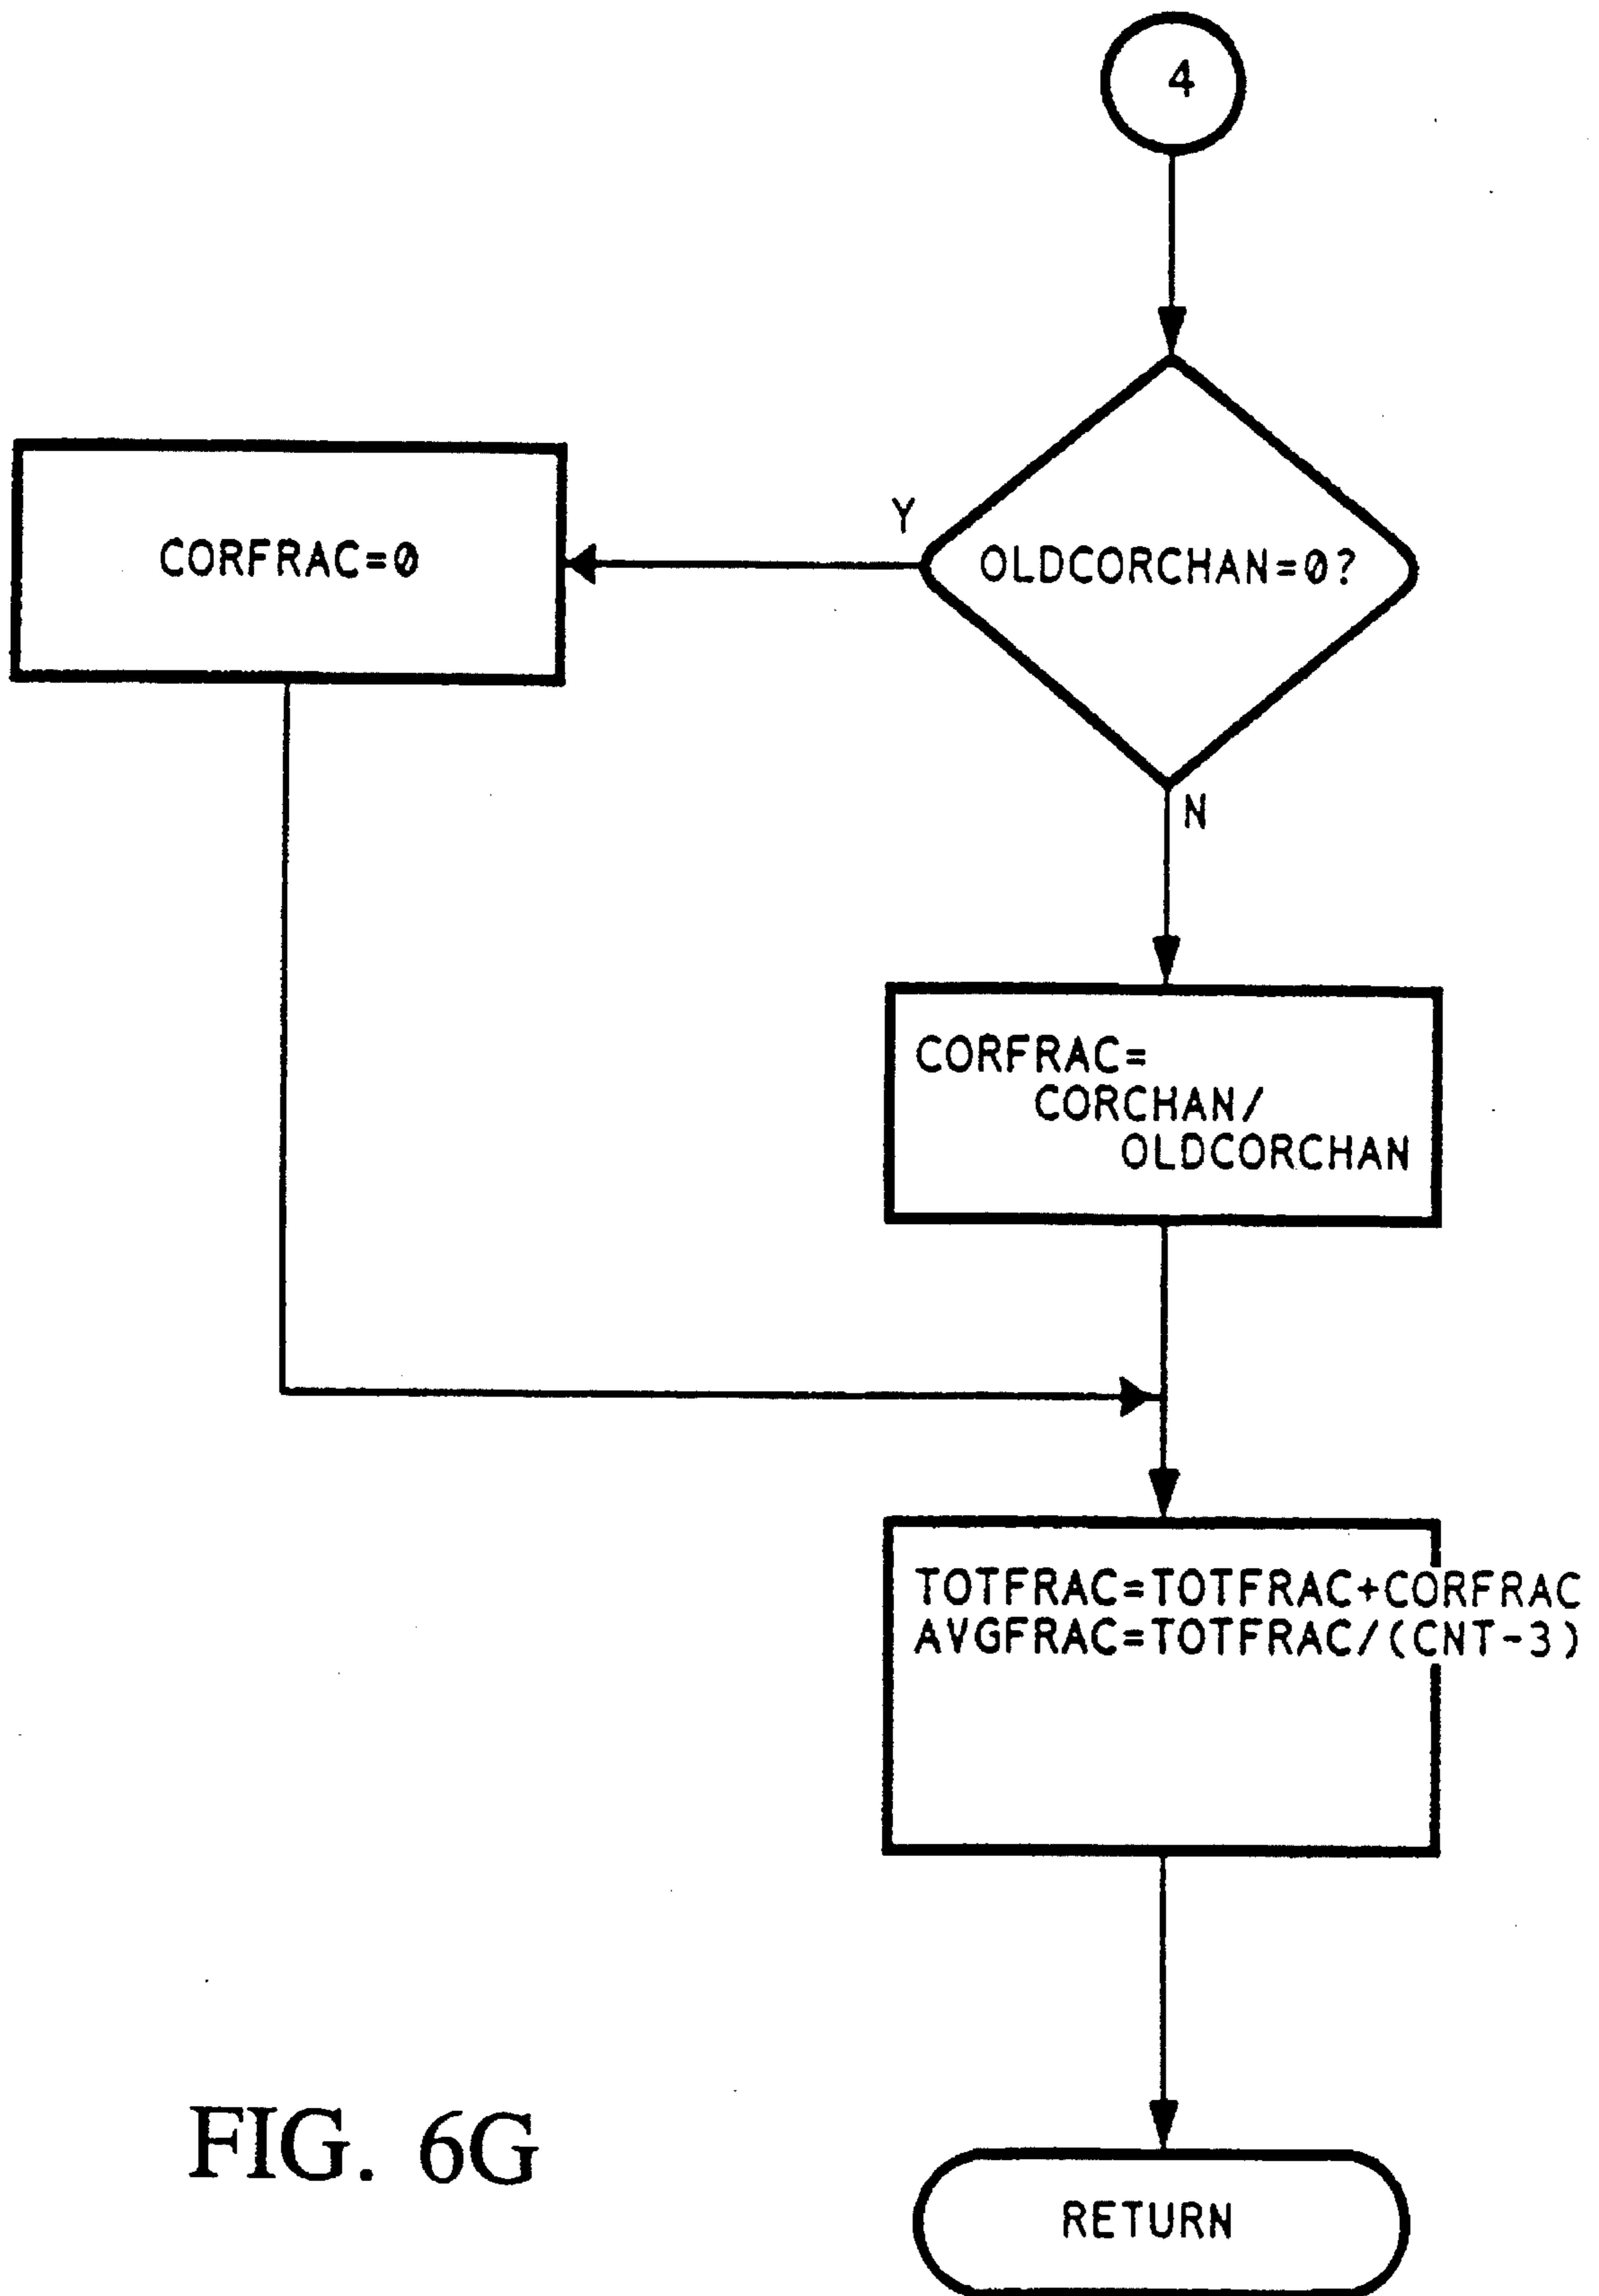 4
OLDCORCHAN=0?
Y
CORFRAC=0
N
CORFRAC=
CORCHAN/
OLDCORCHAN
TOTFRAC=TOTFRAC+CORFRAC
AVGFRAC=TOTFRAC/(CNT-3)
RETURN
FIG. 6G